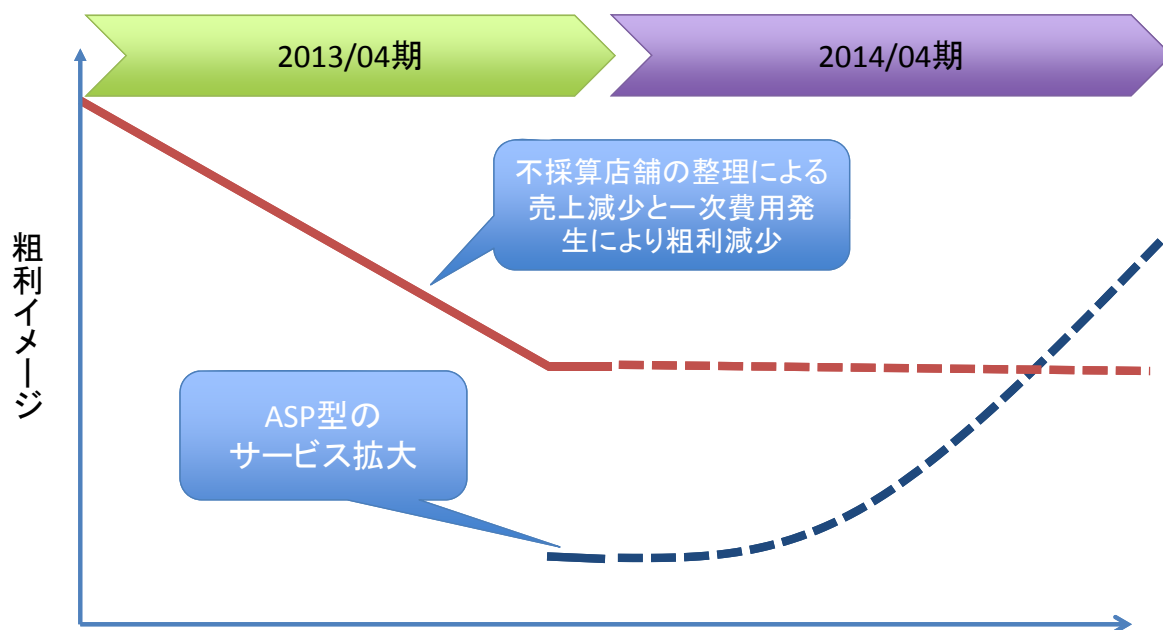 2013/04期
2014/04期
不採算店舗の整理による
売上減少と一次費用発
生により粗利減少
粗利イメージ
ASP型の
サービス拡大